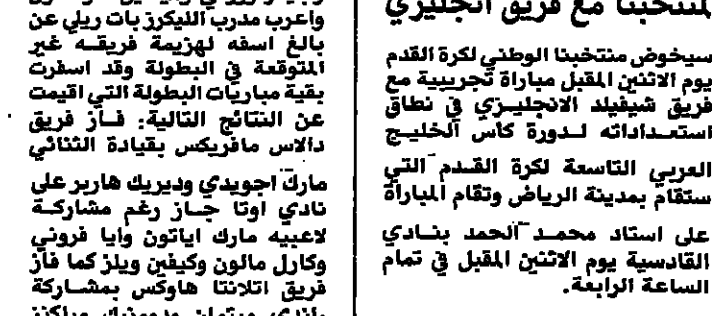 لمنتخبنا مع فريق انجليزي
سيخوض منتخبنا الوطني لكرة القدم
يوم الاثنين المقبل مباراة تجريبية مع
فريق شيفيلد الانجليزي في نطاق
استعداداته لدورة كأس الخليج
العربي التاسعة لكرة القدم التي
ستقام بمدينة الرياض وتقام المباراة
على استاد محمد الحمد بنادي
القادسية يوم الاثنين المقبل في تمام
الساعة الرابعة.
واعرب مدرب الليكرز بات ريلي عن
بالغ اسفه لهزيمة فريقه غير
المتوقعة في البطولة وقد اسفرت
بقية مباريات البطولة التي اقيمت
عن النتائج التالية: فأز فريق
دالاس مافريكس بقيادة الثنائي
مارك اجويدي وديريك هاربر على
نادي اوتا جاز رغم مشاركة
لاعبيه مارك اياتون وايا فروني
وكارل مالون وكيفين ويلز كما فأز
فريق اتلانتا هاوكس بمشاركة